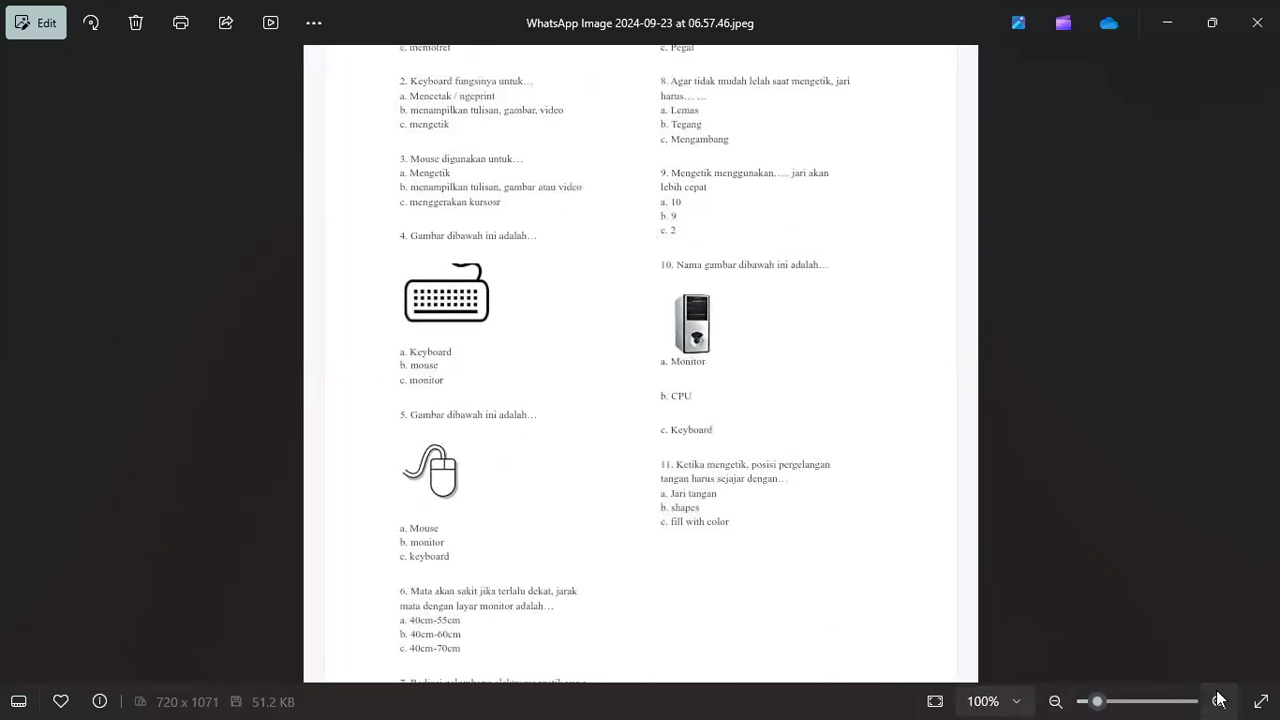 Edit
WhatsApp Image 2024-09-23 at 06.57.46.jpeg
c. memotret
2. Keyboard fungsinya untuk…
a. Mencetak / ngeprint
b. menampilkan tulisan, gambar, video
c. mengetik
3. Mouse digunakan untuk…
a. Mengetik
b. menampilkan tulisan, gambar atau video
c. menggerakan kursosr
4. Gambar dibawah ini adalah…
a. Keyboard
b. mouse
c. monitor
5. Gambar dibawah ini adalah…
a. Mouse
b. monitor
c. keyboard
6. Mata akan sakit jika terlalu dekat, jarak
mata dengan layar monitor adalah…
a. 40cm-55cm
b. 40cm-60cm
c. 40cm-70cm
7. Radiasi gelombang elektromagnetik yang
c. Pegal
8. Agar tidak mudah lelah saat mengetik, jari
harus… …
a. Lemas
b. Tegang
c. Mengambang
9. Mengetik menggunakan….. jari akan
lebih cepat
a. 10
b. 9
c. 2
10. Nama gambar dibawah ini adalah…
a. Monitor
b. CPU
c. Keyboard
11. Ketika mengetik, posisi pergelangan
tangan harus sejajar dengan…
a. Jari tangan
b. shapes
c. fill with color
720 x 1071
51.2 KB
100%